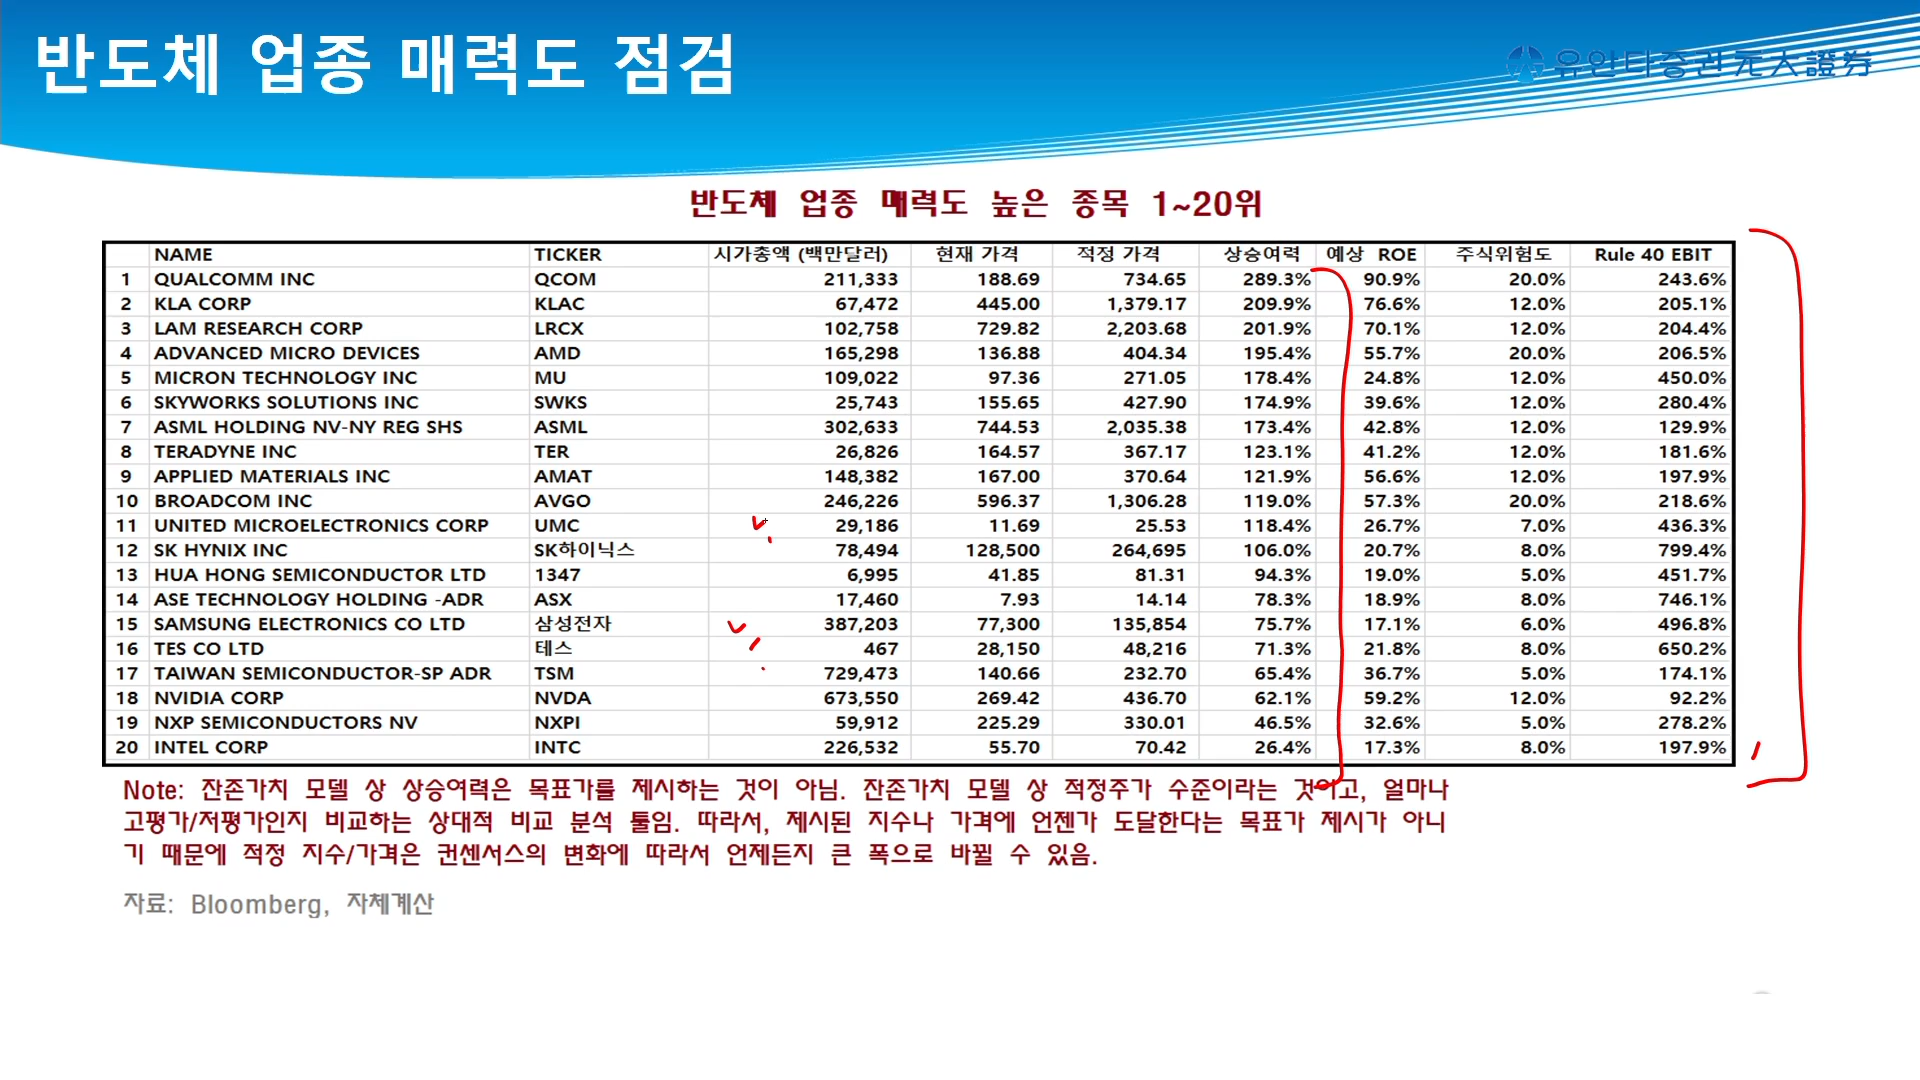 반도체 업종 매력도 점검
유안타증권 元大證券
반도체 업종 매력도 높은 종목 1~20위
NAME TICKER 시가총액 (백만달러) 현재 가격 적정 가격 상승여력 예상 ROE 주식위험도 Rule 40 EBIT
1 QUALCOMM INC QCOM 211,333 188.69 734.65 289.3% 90.9% 20.0% 243.6%
2 KLA CORP KLAC 67,472 445.00 1,379.17 209.9% 76.6% 12.0% 205.1%
3 LAM RESEARCH CORP LRCX 102,758 729.82 2,203.68 201.9% 70.1% 12.0% 204.4%
4 ADVANCED MICRO DEVICES AMD 165,298 136.88 404.34 195.4% 55.7% 20.0% 206.5%
5 MICRON TECHNOLOGY INC MU 109,022 97.36 271.05 178.4% 24.8% 12.0% 450.0%
6 SKYWORKS SOLUTIONS INC SWKS 25,743 155.65 427.90 174.9% 39.6% 12.0% 280.4%
7 ASML HOLDING NV-NY REG SHS ASML 302,633 744.53 2,035.38 173.4% 42.8% 12.0% 129.9%
8 TERADYNE INC TER 26,826 164.57 367.17 123.1% 41.2% 12.0% 181.6%
9 APPLIED MATERIALS INC AMAT 148,382 167.00 370.64 121.9% 56.6% 12.0% 197.9%
10 BROADCOM INC AVGO 246,226 596.37 1,306.28 119.0% 57.3% 20.0% 218.6%
11 UNITED MICROELECTRONICS CORP UMC 29,186 11.69 25.53 118.4% 26.7% 7.0% 436.3%
12 SK HYNIX INC SK하이닉스 78,494 128,500 264,695 106.0% 20.7% 8.0% 799.4%
13 HUA HONG SEMICONDUCTOR LTD 1347 6,995 41.85 81.31 94.3% 19.0% 5.0% 451.7%
14 ASE TECHNOLOGY HOLDING -ADR ASX 17,460 7.93 14.14 78.3% 18.9% 8.0% 746.1%
15 SAMSUNG ELECTRONICS CO LTD 삼성전자 387,203 77,300 135,854 75.7% 17.1% 6.0% 496.8%
16 TES CO LTD 테스 467 28,150 48,216 71.3% 21.8% 8.0% 650.2%
17 TAIWAN SEMICONDUCTOR-SP ADR TSM 729,473 140.66 232.70 65.4% 36.7% 5.0% 174.1%
18 NVIDIA CORP NVDA 673,550 269.42 436.70 62.1% 59.2% 12.0% 92.2%
19 NXP SEMICONDUCTORS NV NXPI 59,912 225.29 330.01 46.5% 32.6% 5.0% 278.2%
20 INTEL CORP INTC 226,532 55.70 70.42 26.4% 17.3% 8.0% 197.9%
Note: 잔존가치 모델 상 상승여력은 목표가를 제시하는 것이 아님. 잔존가치 모델 상 적정주가 수준이라는 것이고, 얼마나
고평가/저평가인지 비교하는 상대적 비교 분석 툴임. 따라서, 제시된 지수나 가격에 언젠가 도달한다는 목표가 제시가 아니
기 때문에 적정 지수/가격은 컨센서스의 변화에 따라서 언제든지 큰 폭으로 바뀔 수 있음.
자료: Bloomberg, 자체계산